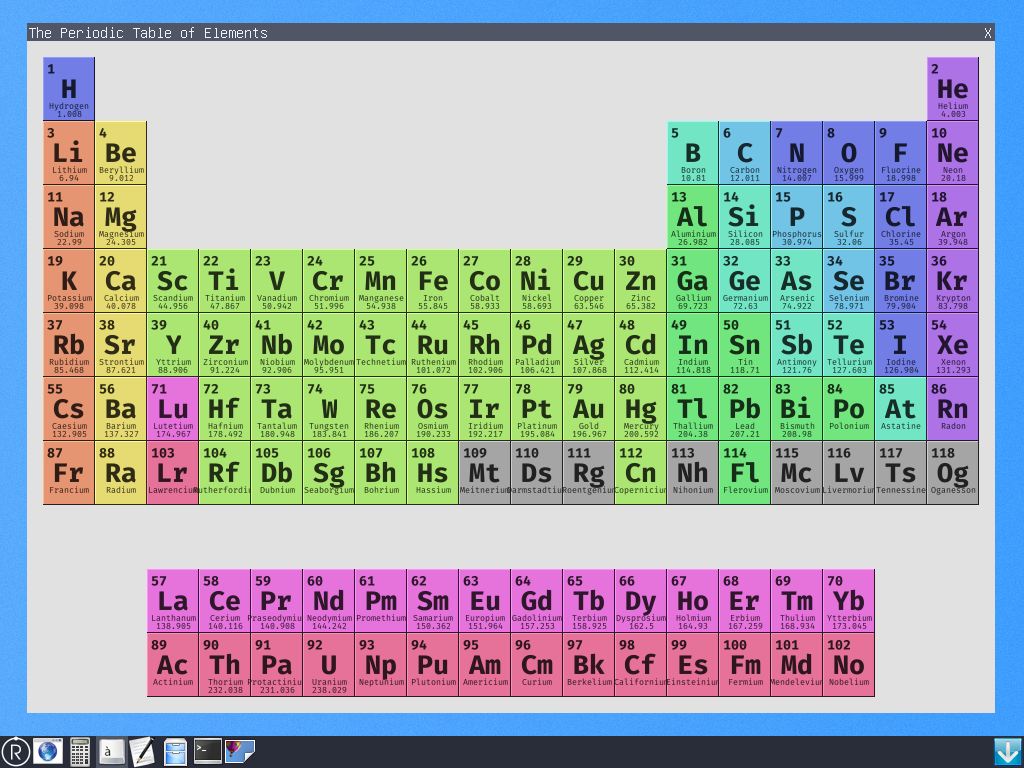 The Periodic Table of Elements X
1 2
H He
Hydrogen Helium
1.008 4.003
3 4 5 6 7 8 9 10
Li Be B C N O F Ne
Lithium Beryllium Boron Carbon Nitrogen Oxygen Fluorine Neon
6.94 9.012 10.81 12.011 14.007 15.999 18.998 20.18
11 12 13 14 15 16 17 18
Na Mg Al Si P S Cl Ar
Sodium Magnesium Aluminium Silicon Phosphorus Sulfur Chlorine Argon
22.99 24.305 26.982 28.085 30.974 32.06 35.45 39.948
19 20 21 22 23 24 25 26 27 28 29 30 31 32 33 34 35 36
K Ca Sc Ti V Cr Mn Fe Co Ni Cu Zn Ga Ge As Se Br Kr
Potassium Calcium Scandium Titanium Vanadium Chromium Manganese Iron Cobalt Nickel Copper Zinc Gallium Germanium Arsenic Selenium Bromine Krypton
39.098 40.078 44.956 47.867 50.942 51.996 54.938 55.845 58.933 58.693 63.546 65.382 69.723 72.63 74.922 78.971 79.904 83.798
37 38 39 40 41 42 43 44 45 46 47 48 49 50 51 52 53 54
Rb Sr Y Zr Nb Mo Tc Ru Rh Pd Ag Cd In Sn Sb Te I Xe
Rubidium Strontium Yttrium Zirconium Niobium Molybdenum Technetium Ruthenium Rhodium Palladium Silver Cadmium Indium Tin Antimony Tellurium Iodine Xenon
85.468 87.621 88.906 91.224 92.906 95.951 101.072 102.906 106.421 107.868 112.414 114.818 118.71 121.76 127.603 126.904 131.293
55 56 71 72 73 74 75 76 77 78 79 80 81 82 83 84 85 86
Cs Ba Lu Hf Ta W Re Os Ir Pt Au Hg Tl Pb Bi Po At Rn
Caesium Barium Lutetium Hafnium Tantalum Tungsten Rhenium Osmium Iridium Platinum Gold Mercury Thallium Lead Bismuth Polonium Astatine Radon
132.905 137.327 174.967 178.492 180.948 183.841 186.207 190.233 192.217 195.084 196.967 200.592 204.38 207.21 208.98
87 88 103 104 105 106 107 108 109 110 111 112 113 114 115 116 117 118
Fr Ra Lr Rf Db Sg Bh Hs Mt Ds Rg Cn Nh Fl Mc Lv Ts Og
Francium Radium Lawrenciu Rutherfordi Dubnium Seaborgium Bohrium Hassium Meitneriu Darmstadtiu Roentgeniu Coperniciu Nihonium Flerovium Moscovium Livermoriu Tennessine Oganesson
57 58 59 60 61 62 63 64 65 66 67 68 69 70
La Ce Pr Nd Pm Sm Eu Gd Tb Dy Ho Er Tm Yb
Lanthanum Cerium Praseodymiu Neodymium Promethium Samarium Europium Gadolinium Terbium Dysprosium Holmium Erbium Thulium Ytterbium
138.905 140.116 140.908 144.242 150.362 151.964 157.253 158.925 162.5 164.93 167.259 168.934 173.045
89 90 91 92 93 94 95 96 97 98 99 100 101 102
Ac Th Pa U Np Pu Am Cm Bk Cf Es Fm Md No
Actinium Thorium Protactiniu Uranium Neptunium Plutonium Americium Curium Berkelium Californiu Einsteiniu Fermium Mendeleviu Nobelium
232.038 231.036 238.029
R à >_